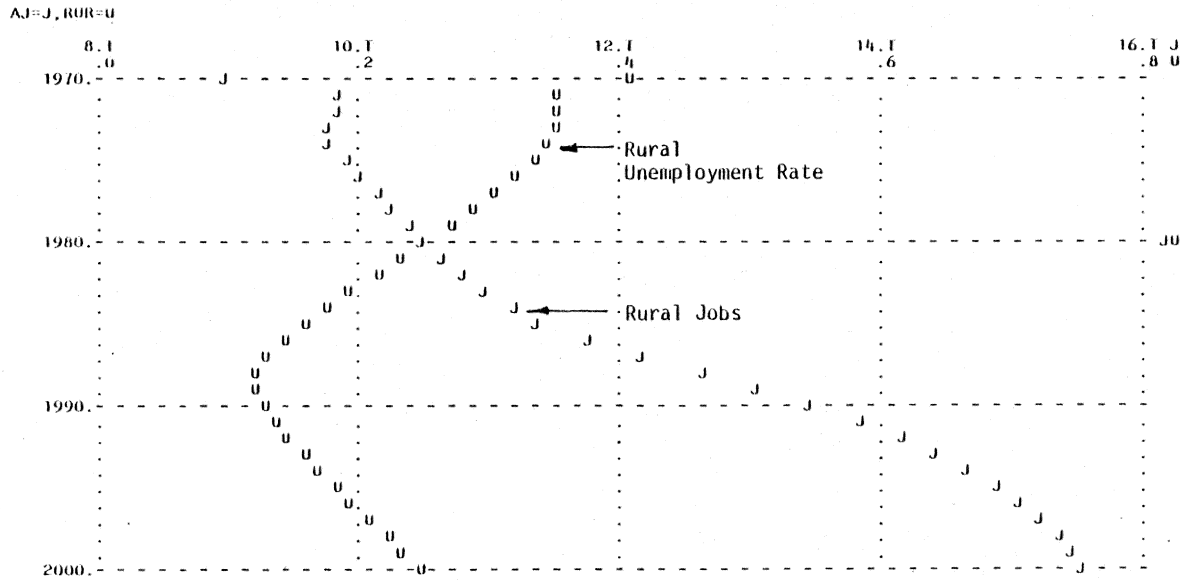 AJ=J,RUR=U
8.T 10.T 12.T 14.T 16.T J
.0 .2 .4 .6 .8 U
1970. J U
J U
J U
J U
J U Rural
J U
J U Unemployment Rate
J U
J U
J U
1980. J JU
U J
U J
U J
U J Rural Jobs
U J
U J
U J
U J
U J
1990. U J
U J
U J
U J
U J
U J
U J
U J
U J
U J
2000. U J